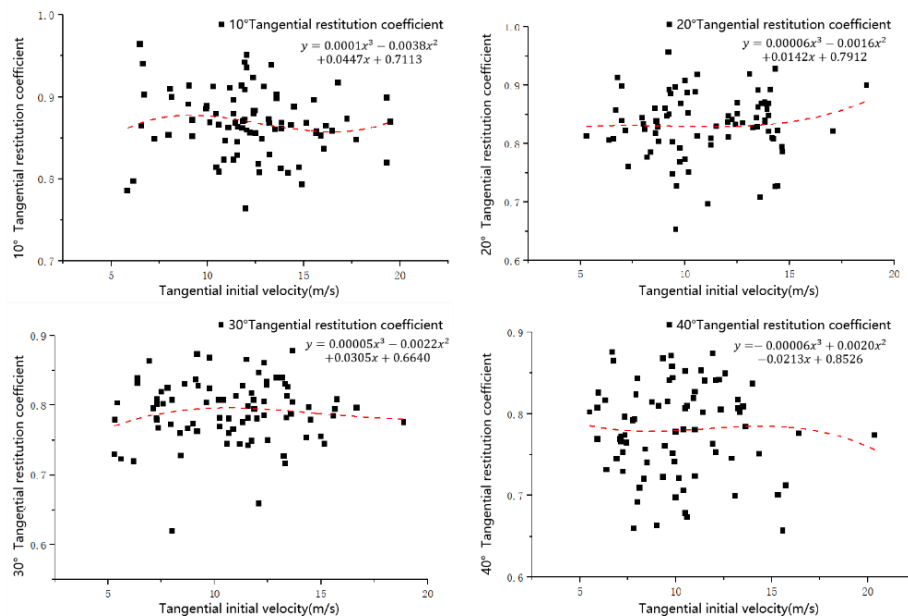 10°Tangential restitution coefficient
y = 0.0001x³ − 0.0038x²
+0.0447x + 0.7113
10° Tangential restitution coefficient
1.0
0.9
0.8
0.7
5
10
15
20
Tangential initial velocity(m/s)
20°Tangential restitution coefficient
y = 0.00006x³ − 0.0016x²
+0.0142x + 0.7912
20° Tangential restitution coefficient
1.0
0.9
0.8
0.7
0.6
5
10
15
20
Tangential initial velocity(m/s)
30°Tangential restitution coefficient
y = 0.00005x³ − 0.0022x²
+0.0305x + 0.6640
30° Tangential restitution coefficient
0.9
0.8
0.7
0.6
5
10
15
20
Tangential initial velocity(m/s)
40°Tangential restitution coefficient
y =− 0.00006x³ + 0.0020x²
−0.0213x + 0.8526
40° Tangential restitution coefficient
0.9
0.8
0.7
0.6
5
10
15
20
Tangential initial velocity(m/s)